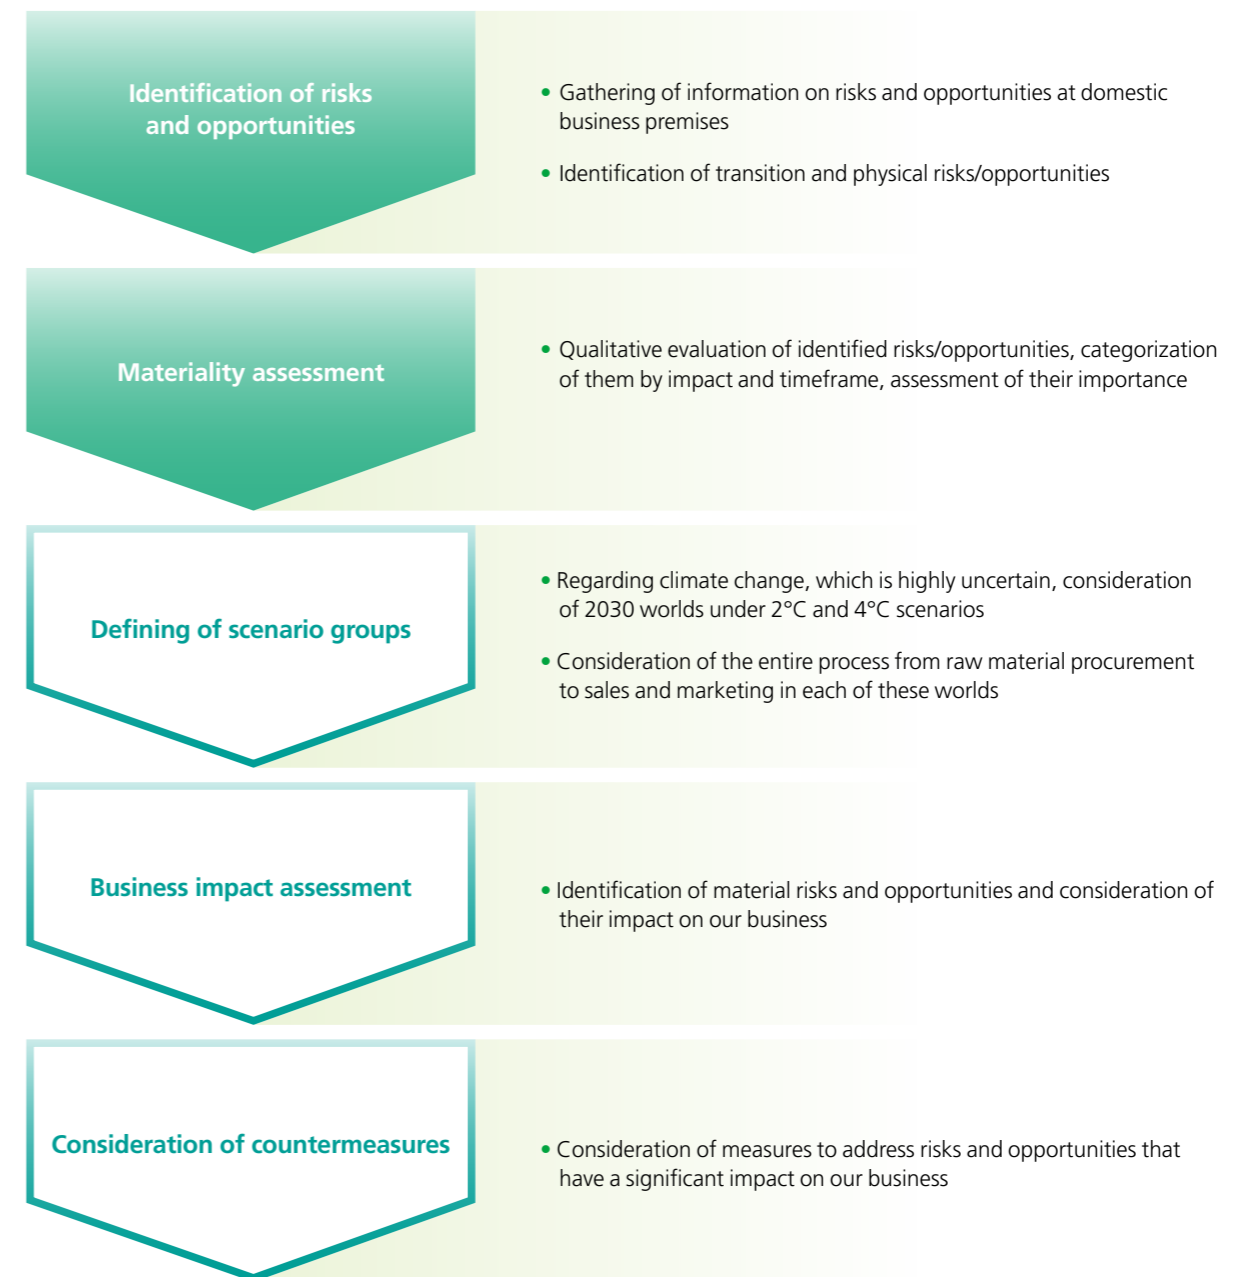 Identification of risks
and opportunities
• Gathering of information on risks and opportunities at domestic
business premises
• Identification of transition and physical risks/opportunities
Materiality assessment
• Qualitative evaluation of identified risks/opportunities, categorization
of them by impact and timeframe, assessment of their importance
Defining of scenario groups
• Regarding climate change, which is highly uncertain, consideration
of 2030 worlds under 2°C and 4°C scenarios
• Consideration of the entire process from raw material procurement
to sales and marketing in each of these worlds
Business impact assessment
• Identification of material risks and opportunities and consideration of
their impact on our business
Consideration of countermeasures
• Consideration of measures to address risks and opportunities that
have a significant impact on our business